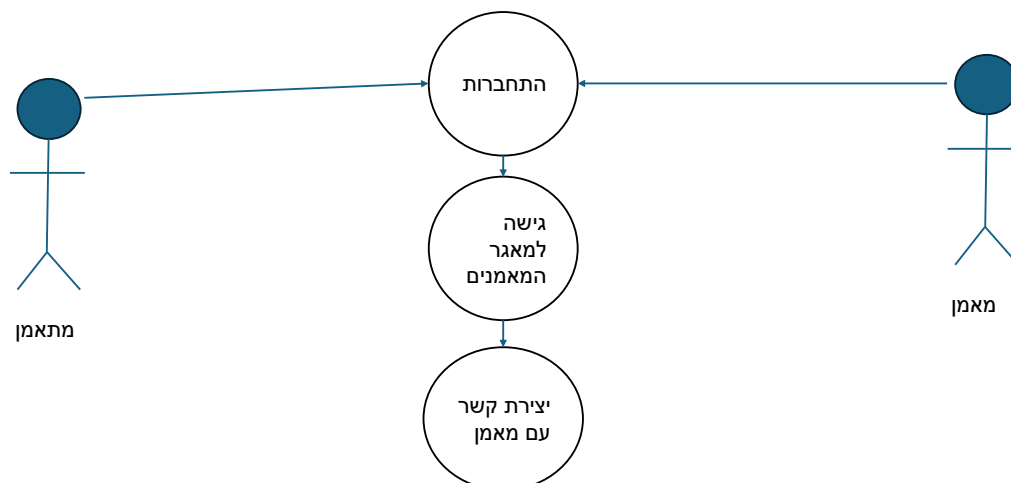 התחברות
גישה
למאגר
המאמנים
מאמן
מתאמן
יצירת קשר
עם מאמן